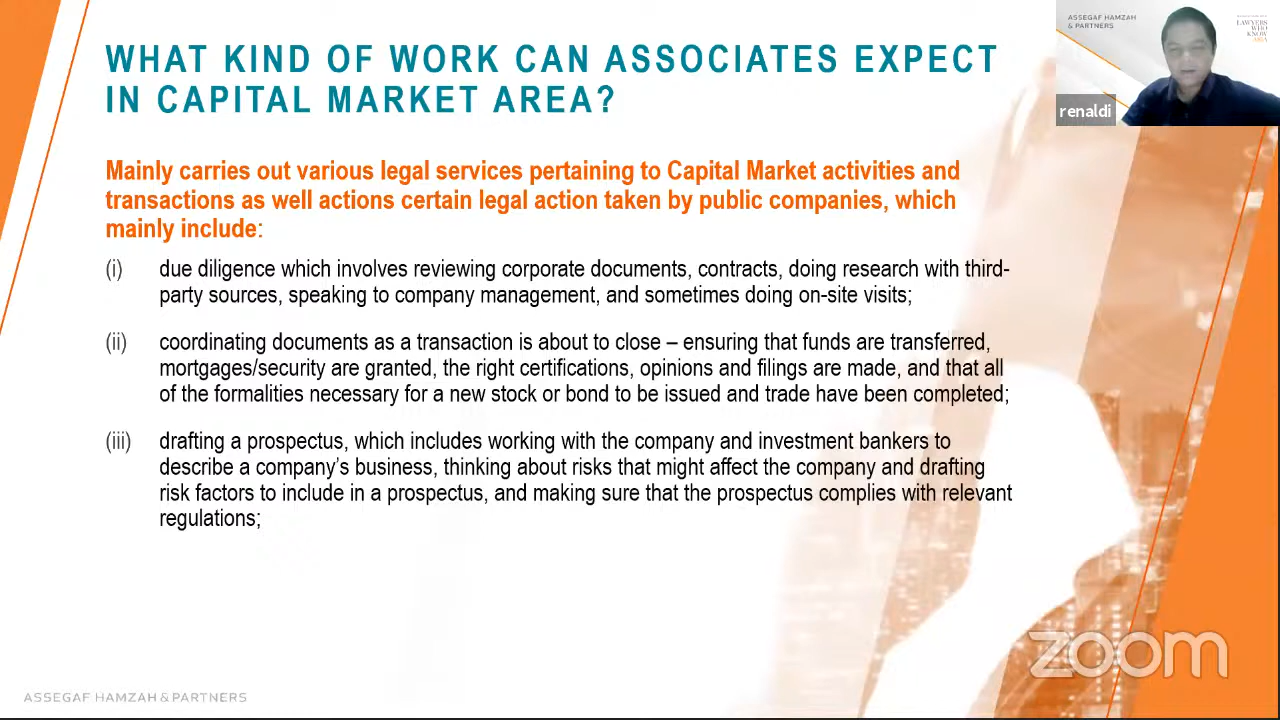 WHAT KIND OF WORK CAN ASSOCIATES EXPECT
IN CAPITAL MARKET AREA?
Mainly carries out various legal services pertaining to Capital Market activities and
transactions as well actions certain legal action taken by public companies, which
mainly include:
(i) due diligence which involves reviewing corporate documents, contracts, doing research with third-
party sources, speaking to company management, and sometimes doing on-site visits;
(ii) coordinating documents as a transaction is about to close – ensuring that funds are transferred,
mortgages/security are granted, the right certifications, opinions and filings are made, and that all
of the formalities necessary for a new stock or bond to be issued and trade have been completed;
(iii) drafting a prospectus, which includes working with the company and investment bankers to
describe a company's business, thinking about risks that might affect the company and drafting
risk factors to include in a prospectus, and making sure that the prospectus complies with relevant
regulations;
ASSEGAF HAMZAH & PARTNERS
ASSEGAF HAMZAH
& PARTNERS
LAWYERS
WHO
KNOW
ASIA
renaldi
zoom